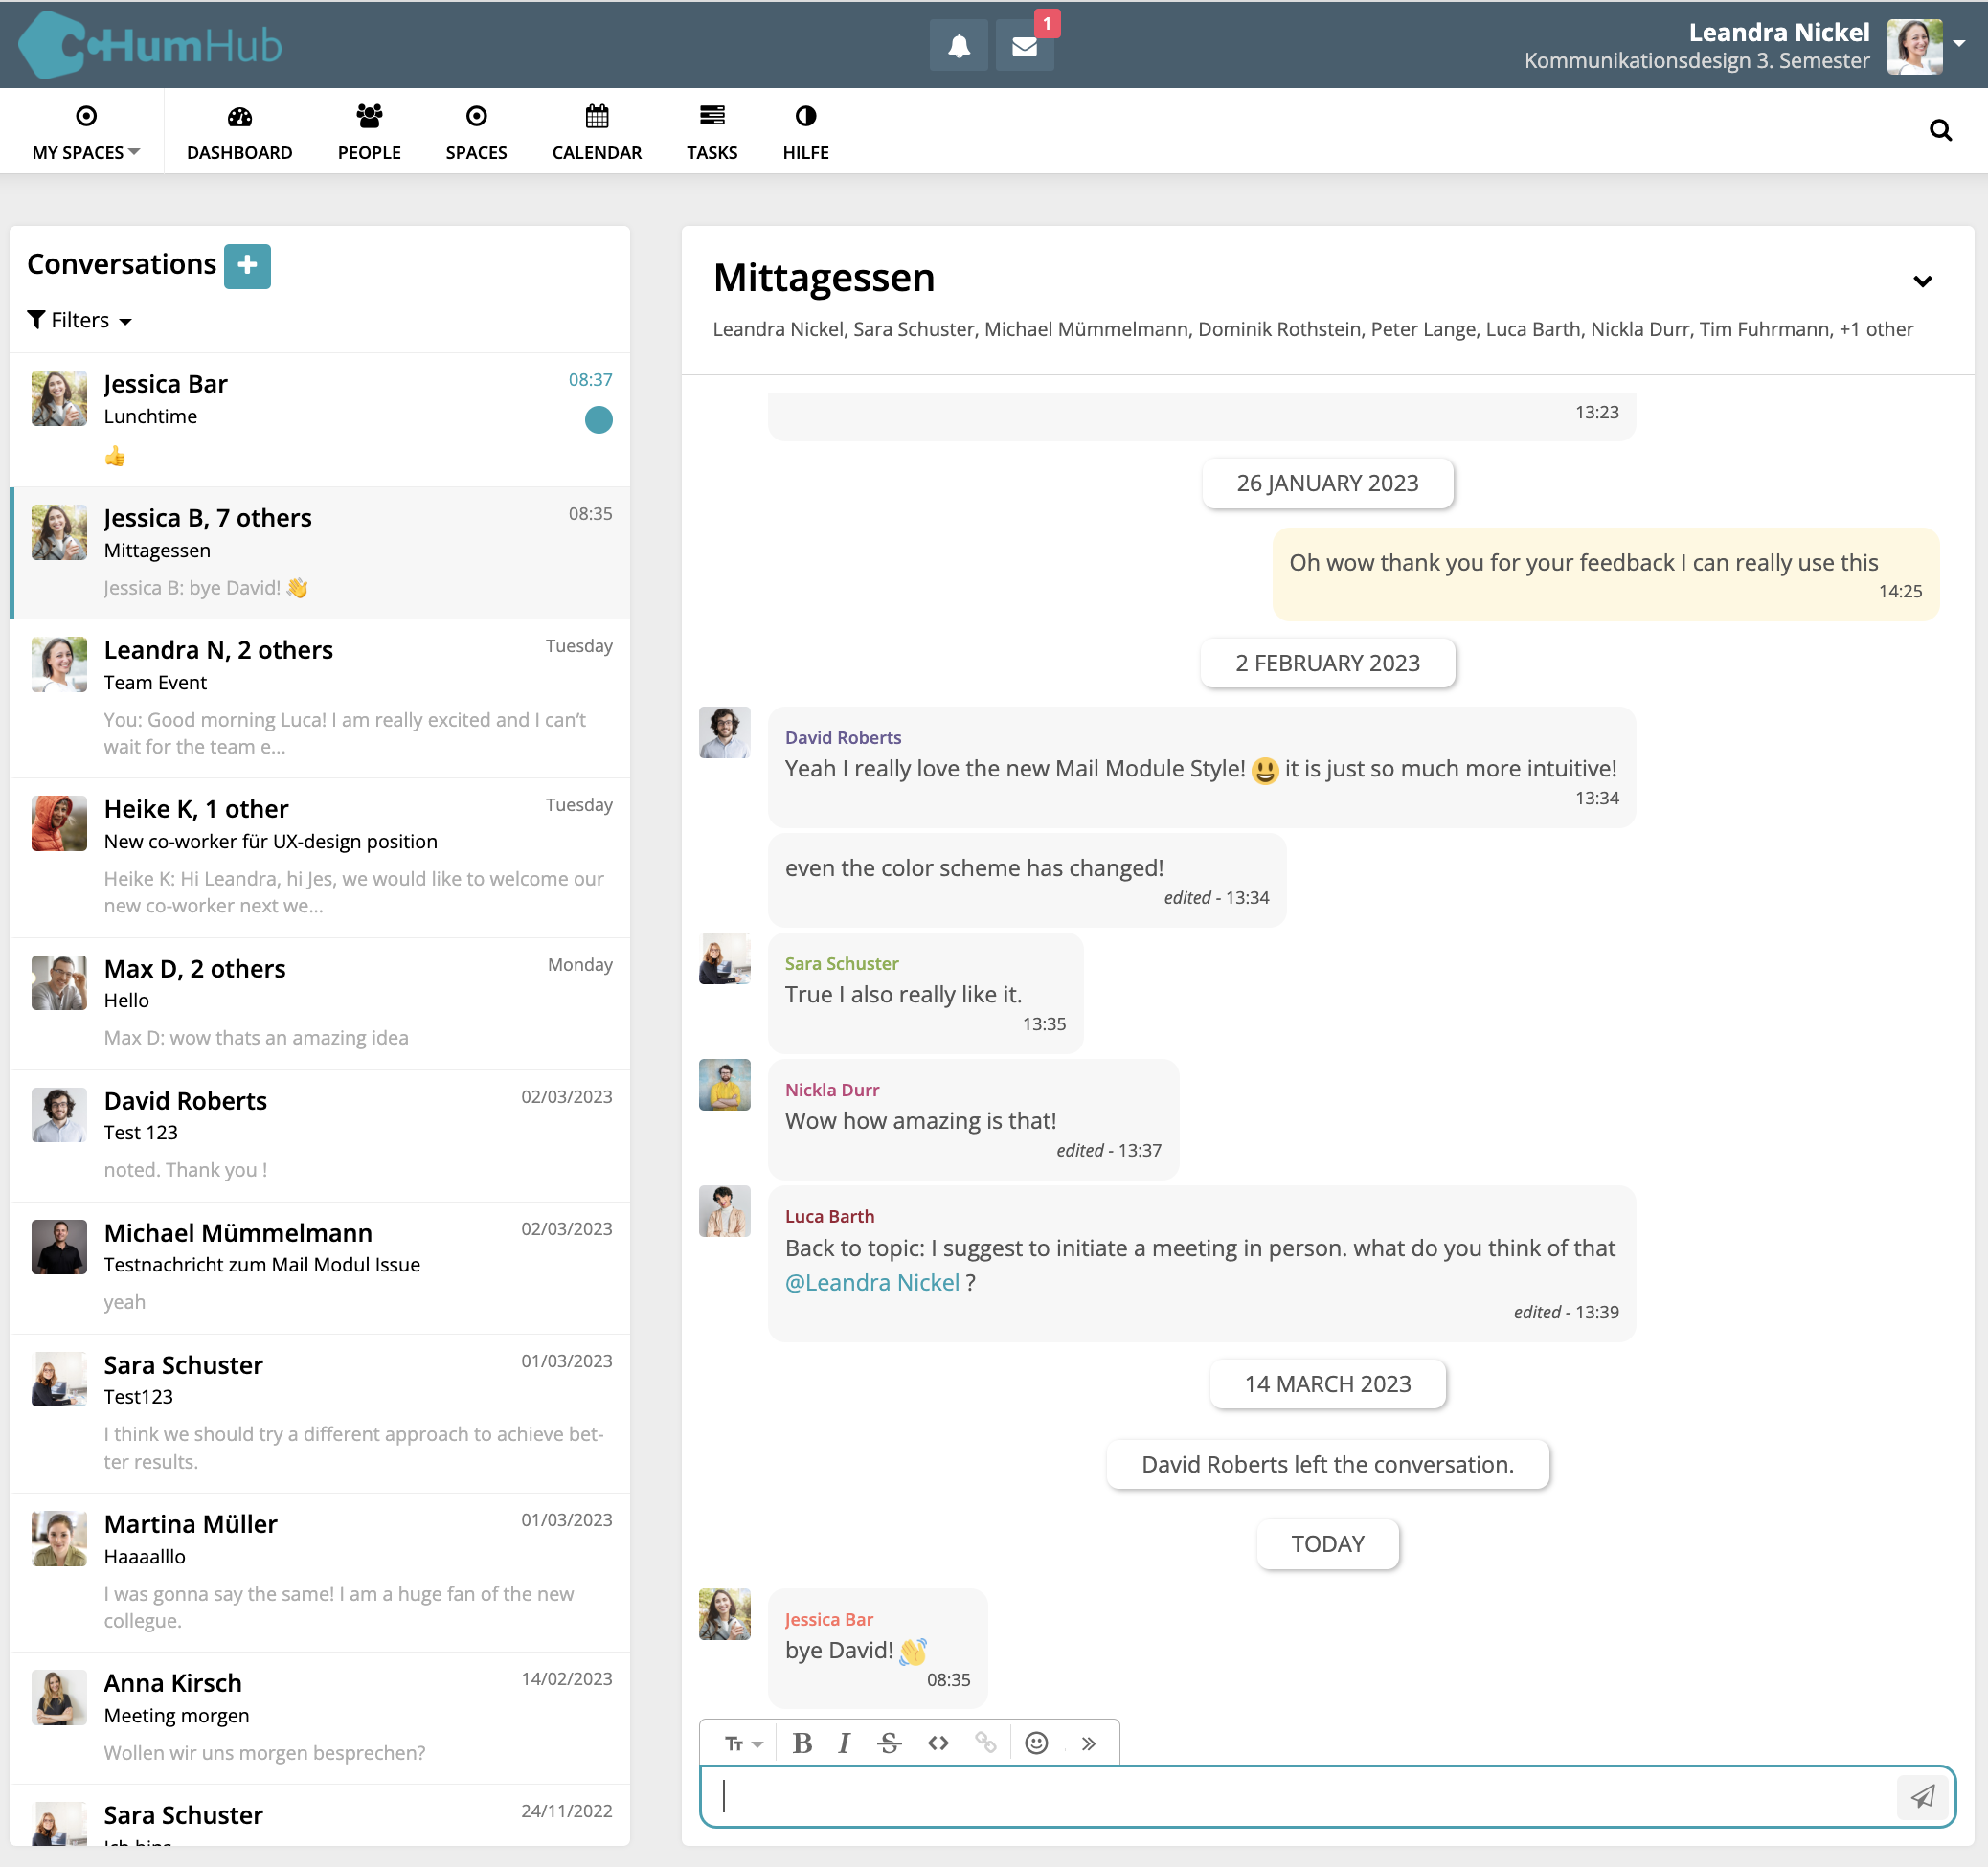 HumHub
1
Leandra Nickel
Kommunikationsdesign 3. Semester
MY SPACES
DASHBOARD
PEOPLE
SPACES
CALENDAR
TASKS
HILFE
Conversations
Filters
Jessica Bar
08:37
Lunchtime
👍
Jessica B, 7 others
08:35
Mittagessen
Jessica B: bye David! 👋
Leandra N, 2 others
Tuesday
Team Event
You: Good morning Luca! I am really excited and I can’t
wait for the team e...
Heike K, 1 other
Tuesday
New co-worker für UX-design position
Heike K: Hi Leandra, hi Jes, we would like to welcome our
new co-worker next we...
Max D, 2 others
Monday
Hello
Max D: wow thats an amazing idea
David Roberts
02/03/2023
Test 123
noted. Thank you !
Michael Mümmelmann
02/03/2023
Testnachricht zum Mail Modul Issue
yeah
Sara Schuster
01/03/2023
Test123
I think we should try a different approach to achieve bet-
ter results.
Martina Müller
01/03/2023
Haaaalllo
I was gonna say the same! I am a huge fan of the new
collegue.
Anna Kirsch
14/02/2023
Meeting morgen
Wollen wir uns morgen besprechen?
Sara Schuster
24/11/2022
Mittagessen
Leandra Nickel, Sara Schuster, Michael Mümmelmann, Dominik Rothstein, Peter Lange, Luca Barth, Nickla Durr, Tim Fuhrmann, +1 other
13:23
26 JANUARY 2023
Oh wow thank you for your feedback I can really use this
14:25
2 FEBRUARY 2023
David Roberts
Yeah I really love the new Mail Module Style! 😃 it is just so much more intuitive!
13:34
even the color scheme has changed!
edited - 13:34
Sara Schuster
True I also really like it.
13:35
Nickla Durr
Wow how amazing is that!
edited - 13:37
Luca Barth
Back to topic: I suggest to initiate a meeting in person. what do you think of that
@Leandra Nickel ?
edited - 13:39
14 MARCH 2023
David Roberts left the conversation.
TODAY
Jessica Bar
bye David! 👋
08:35
Tт B I S <> »